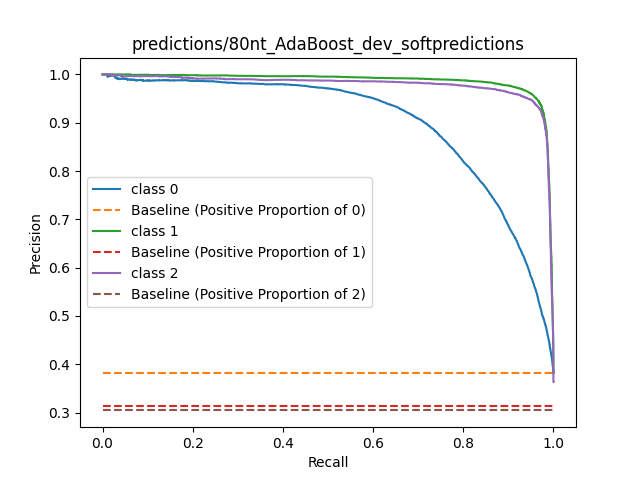 predictions/80nt_AdaBoost_dev_softpredictions
1.0
0.9
0.8
0.7
0.6
0.5
0.4
0.3
Precision
class 0
Baseline (Positive Proportion of 0)
class 1
Baseline (Positive Proportion of 1)
class 2
Baseline (Positive Proportion of 2)
0.0 0.2 0.4 0.6 0.8 1.0
Recall